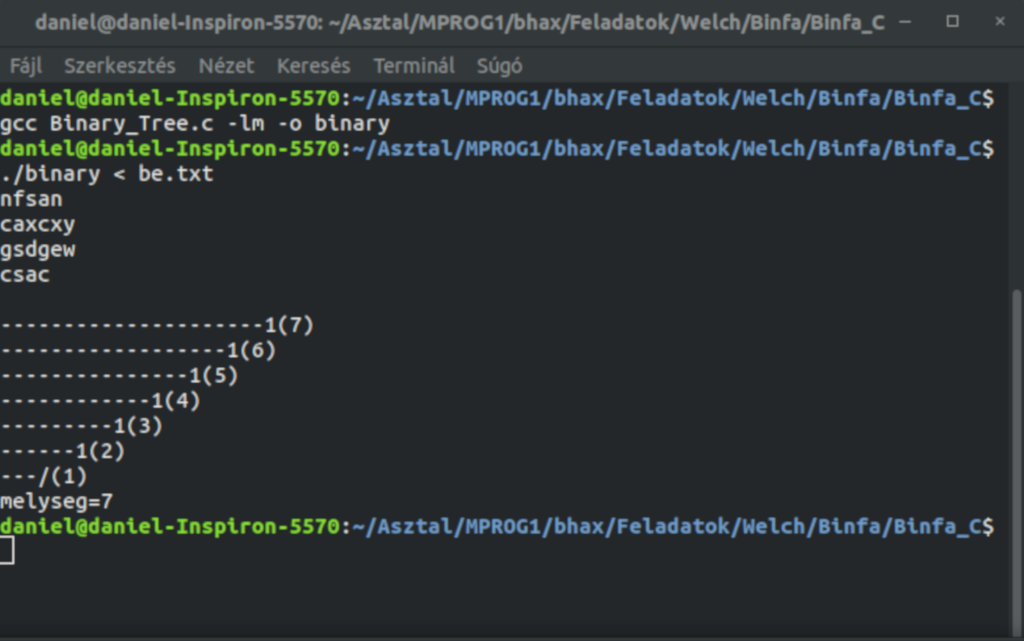 daniel@daniel-Inspiron-5570: ~/Asztal/MPROG1/bhax/Feladatok/Welch/Binfa/Binfa_C
Fájl Szerkesztés Nézet Keresés Terminál Súgó
daniel@daniel-Inspiron-5570:~/Asztal/MPROG1/bhax/Feladatok/Welch/Binfa/Binfa_C$
gcc Binary_Tree.c -lm -o binary
daniel@daniel-Inspiron-5570:~/Asztal/MPROG1/bhax/Feladatok/Welch/Binfa/Binfa_C$
./binary < be.txt
nfsan
caxcxy
gsdgew
csac
---------------------1(7)
------------------1(6)
---------------1(5)
------------1(4)
---------1(3)
------1(2)
---/(1)
melyseg=7
daniel@daniel-Inspiron-5570:~/Asztal/MPROG1/bhax/Feladatok/Welch/Binfa/Binfa_C$